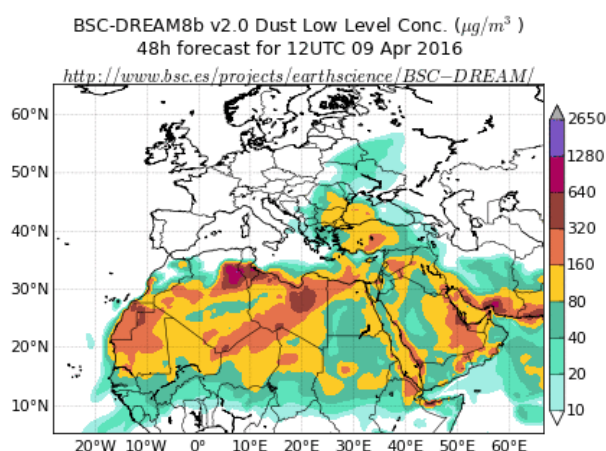 BSC-DREAM8b v2.0 Dust Low Level Conc. (μg/m³ )
48h forecast for 12UTC 09 Apr 2016
http://www.bsc.es/projects/earthscience/BSC−DREAM/
60°N
50°N
40°N
30°N
20°N
10°N
20°W 10°W 0° 10°E 20°E 30°E 40°E 50°E 60°E
2650
1280
640
320
160
80
40
20
10